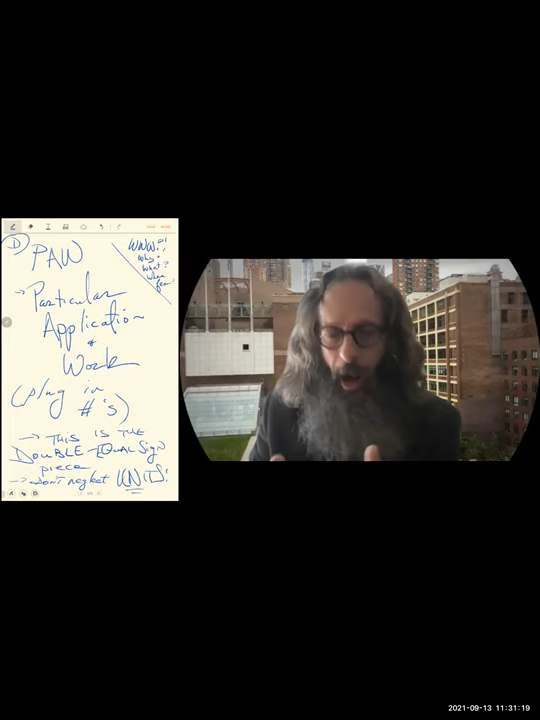 D) PAW
WWW::
Why?
What?
When
→ Particular
Application
&
Work
(plug in
#'s)
→ THIS IS THE
DOUBLE-EQUAL Sign
piece
→ don't neglect UNITS!
2021-09-13 11:31:19